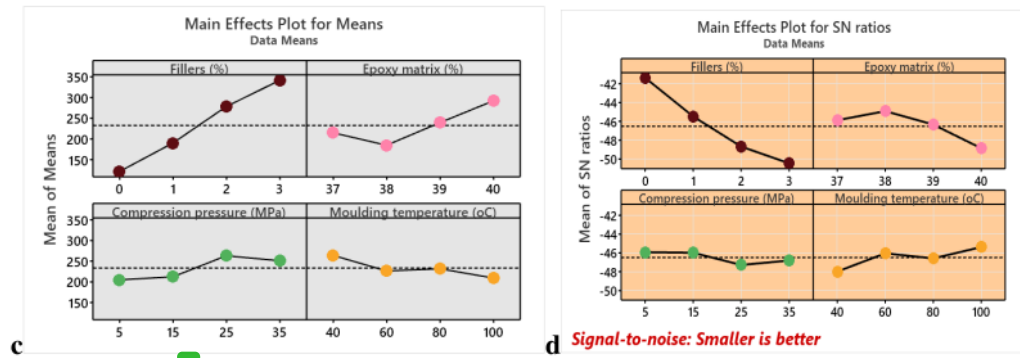 Main Effects Plot for Means
Data Means
Fillers (%) Epoxy matrix (%)
350
300
250
200
150
0 1 2 3 37 38 39 40
Compression pressure (MPa) Moulding temperature (oC)
350
300
250
200
150
5 15 25 35 40 60 80 100
Mean of Means
c
Main Effects Plot for SN ratios
Data Means
Fillers (%) Epoxy matrix (%)
-42
-44
-46
-48
-50
0 1 2 3 37 38 39 40
Compression pressure (MPa) Moulding temperature (oC)
-42
-44
-46
-48
-50
5 15 25 35 40 60 80 100
Mean of SN ratios
d
Signal-to-noise: Smaller is better